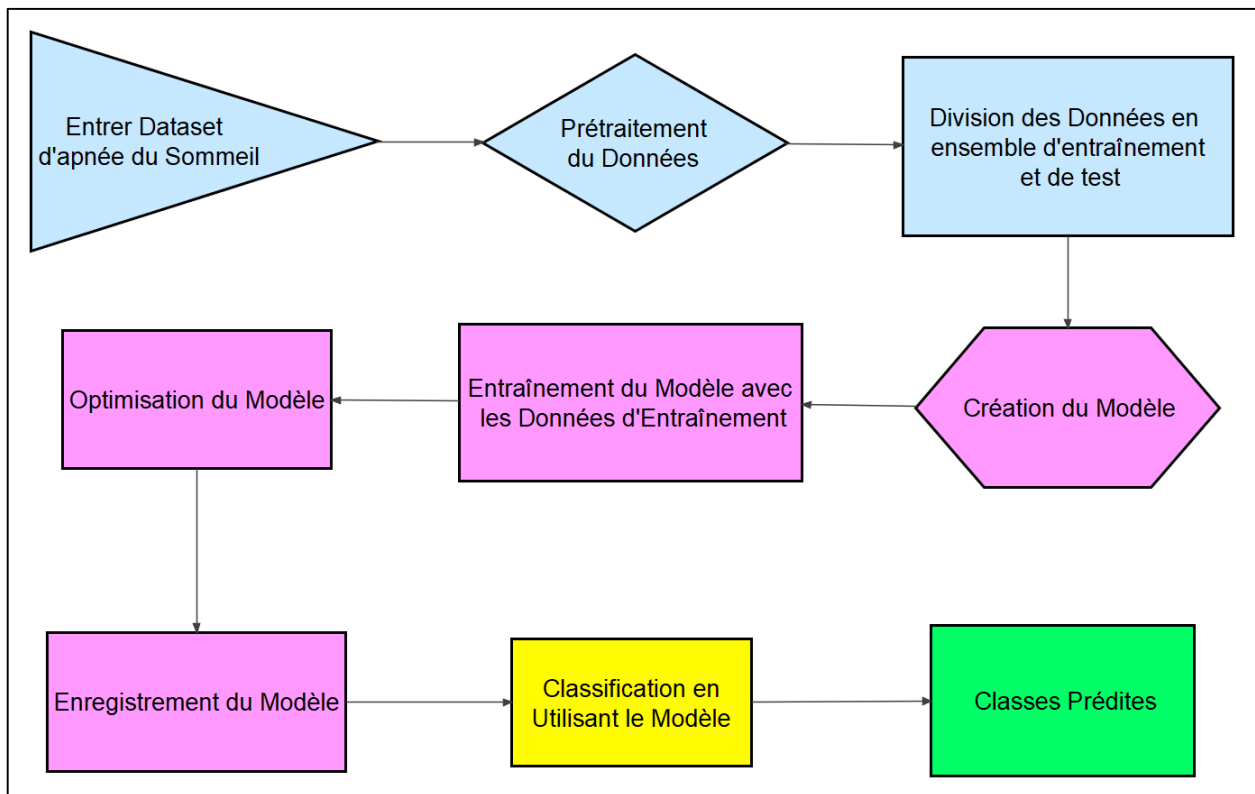 Entrer Dataset
d'apnée du Sommeil
Prétraitement
du Données
Division des Données en
ensemble d'entraînement
et de test
Création du Modèle
Entraînement du Modèle avec
les Données d'Entraînement
Optimisation du Modèle
Enregistrement du Modèle
Classification en
Utilisant le Modèle
Classes Prédites